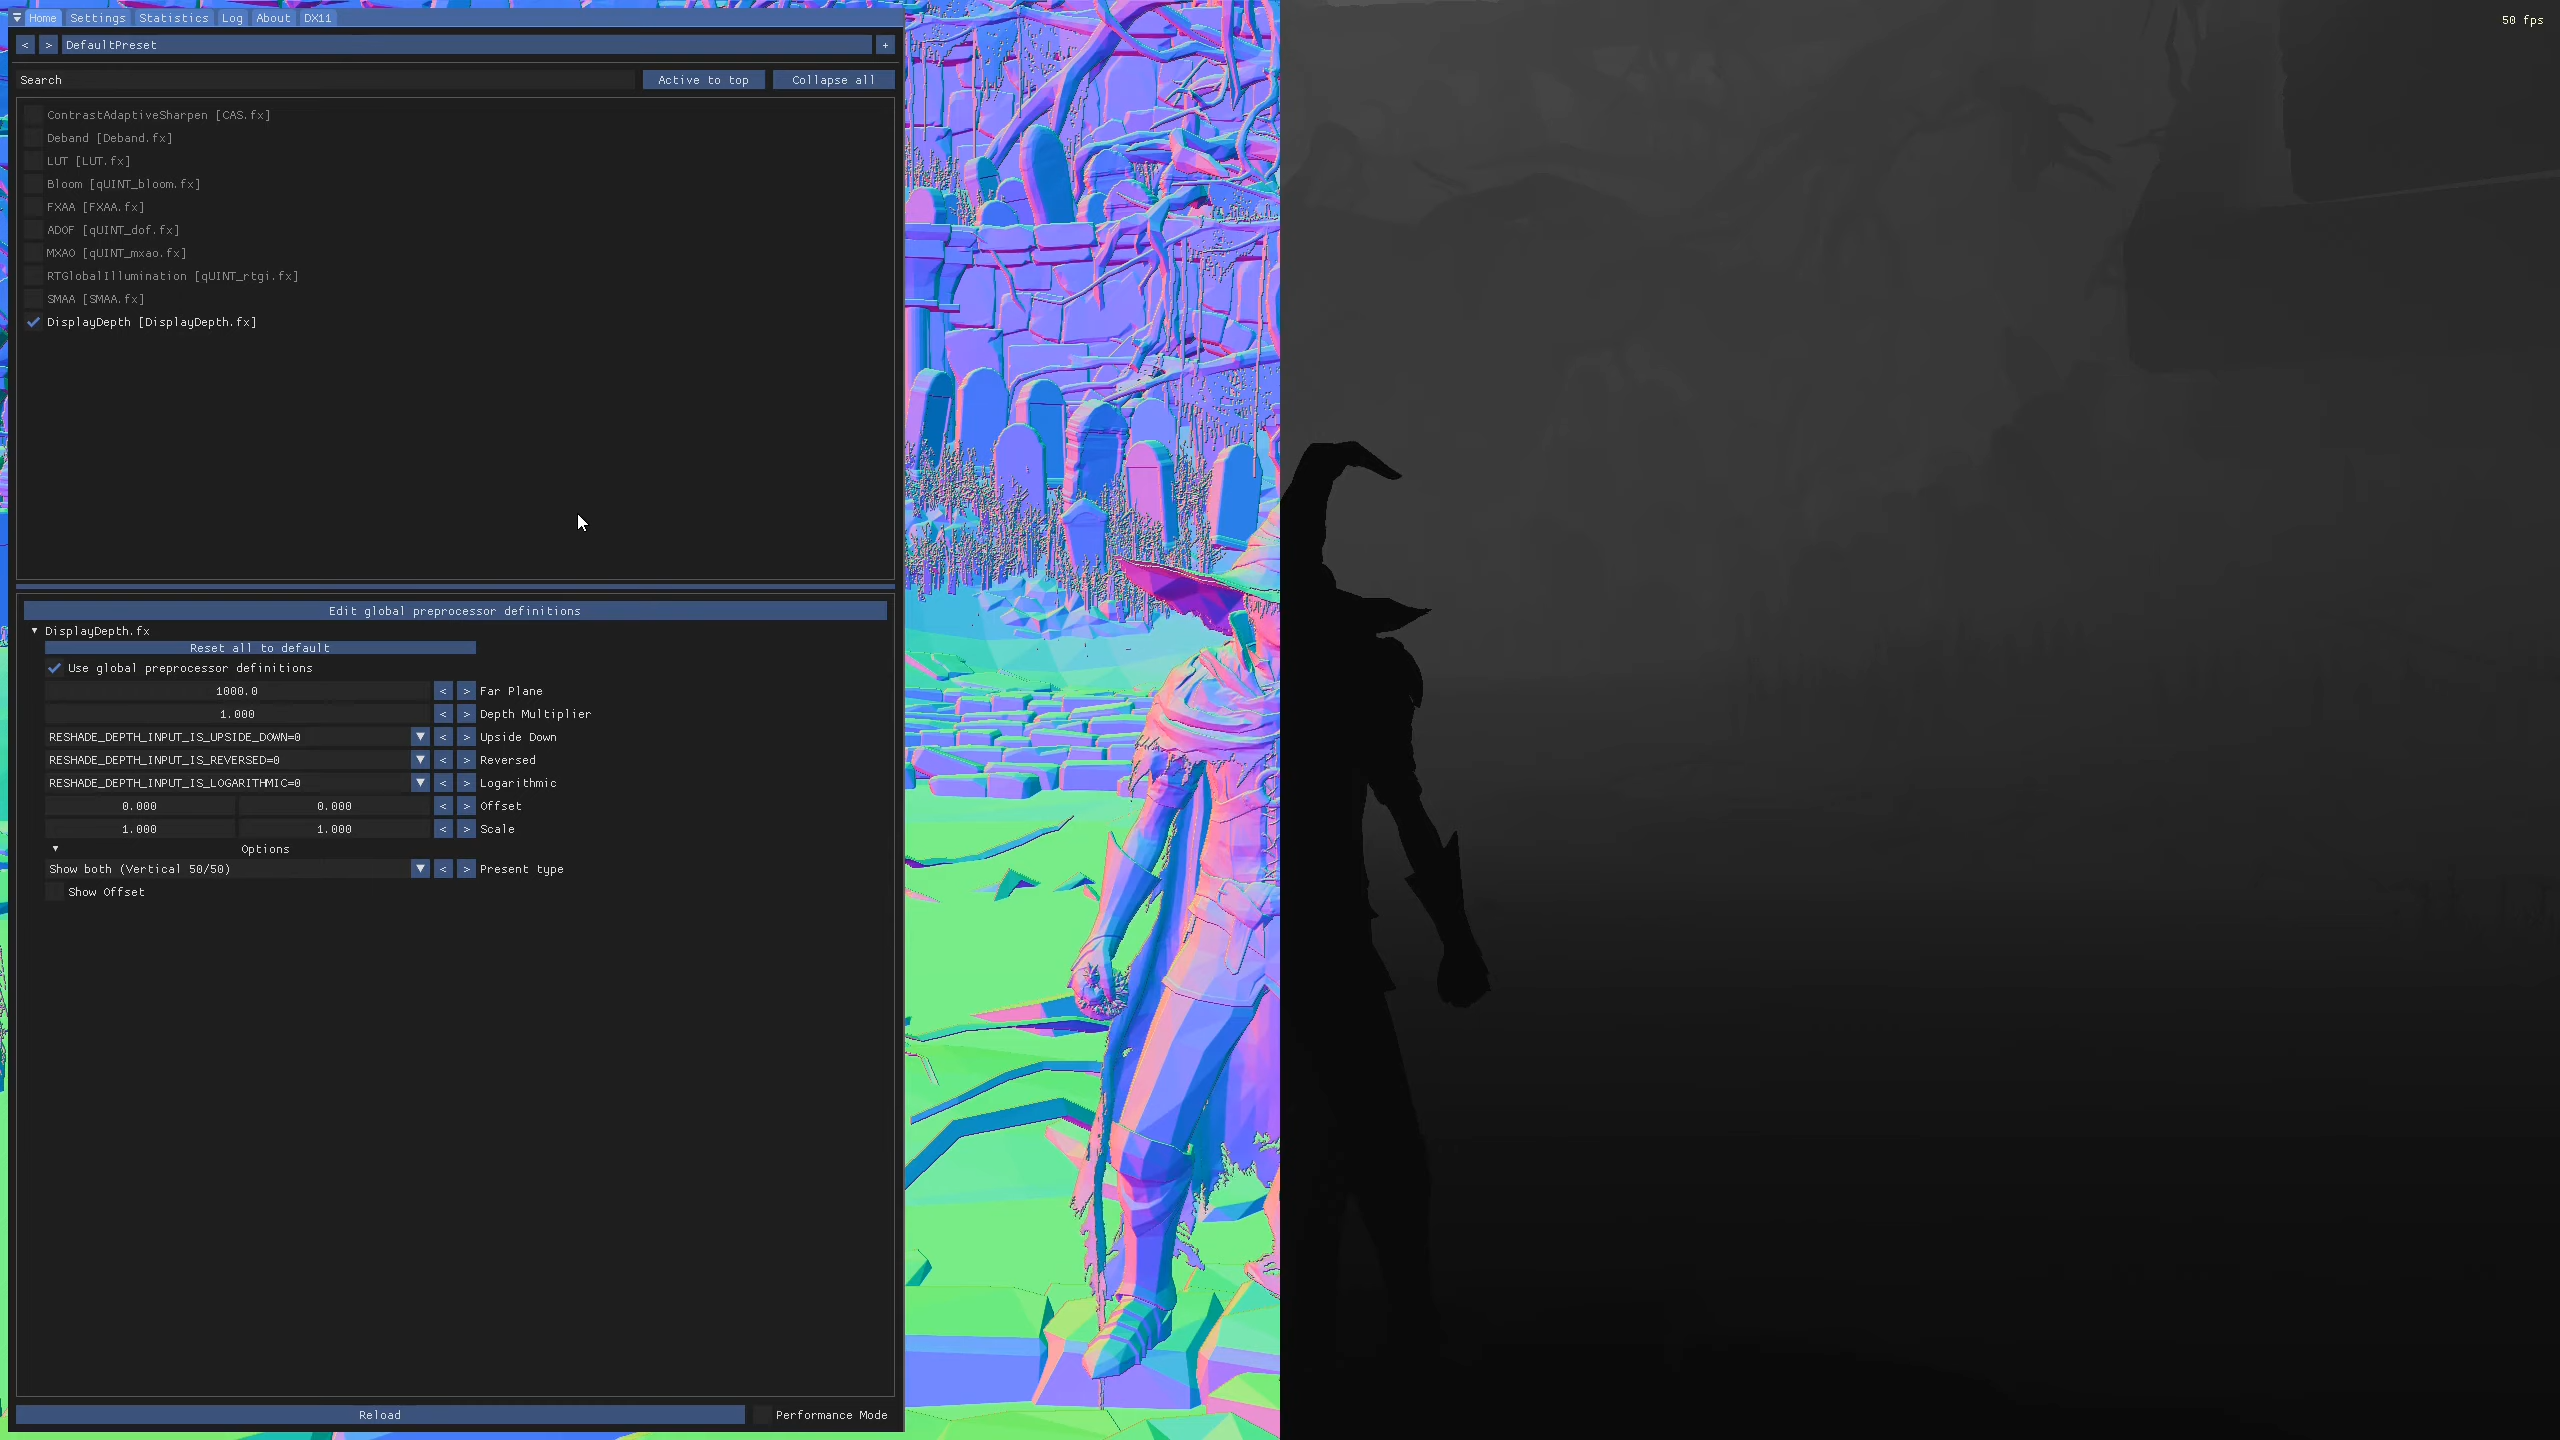 Home Settings Statistics Log About DX11
50 fps
< > DefaultPreset +
Search Active to top Collapse all
ContrastAdaptiveSharpen [CAS.fx]
Deband [Deband.fx]
LUT [LUT.fx]
Bloom [qUINT_bloom.fx]
FXAA [FXAA.fx]
ADOF [qUINT_dof.fx]
MXAO [qUINT_mxao.fx]
RTGlobalIllumination [qUINT_rtgi.fx]
SMAA [SMAA.fx]
DisplayDepth [DisplayDepth.fx]
Edit global preprocessor definitions
DisplayDepth.fx
Reset all to default
Use global preprocessor definitions
1000.0 < > Far Plane
1.000 < > Depth Multiplier
RESHADE_DEPTH_INPUT_IS_UPSIDE_DOWN=0 < > Upside Down
RESHADE_DEPTH_INPUT_IS_REVERSED=0 < > Reversed
RESHADE_DEPTH_INPUT_IS_LOGARITHMIC=0 < > Logarithmic
0.000 0.000 < > Offset
1.000 1.000 < > Scale
Options
Show both (Vertical 50/50) < > Present type
Show Offset
Reload Performance Mode